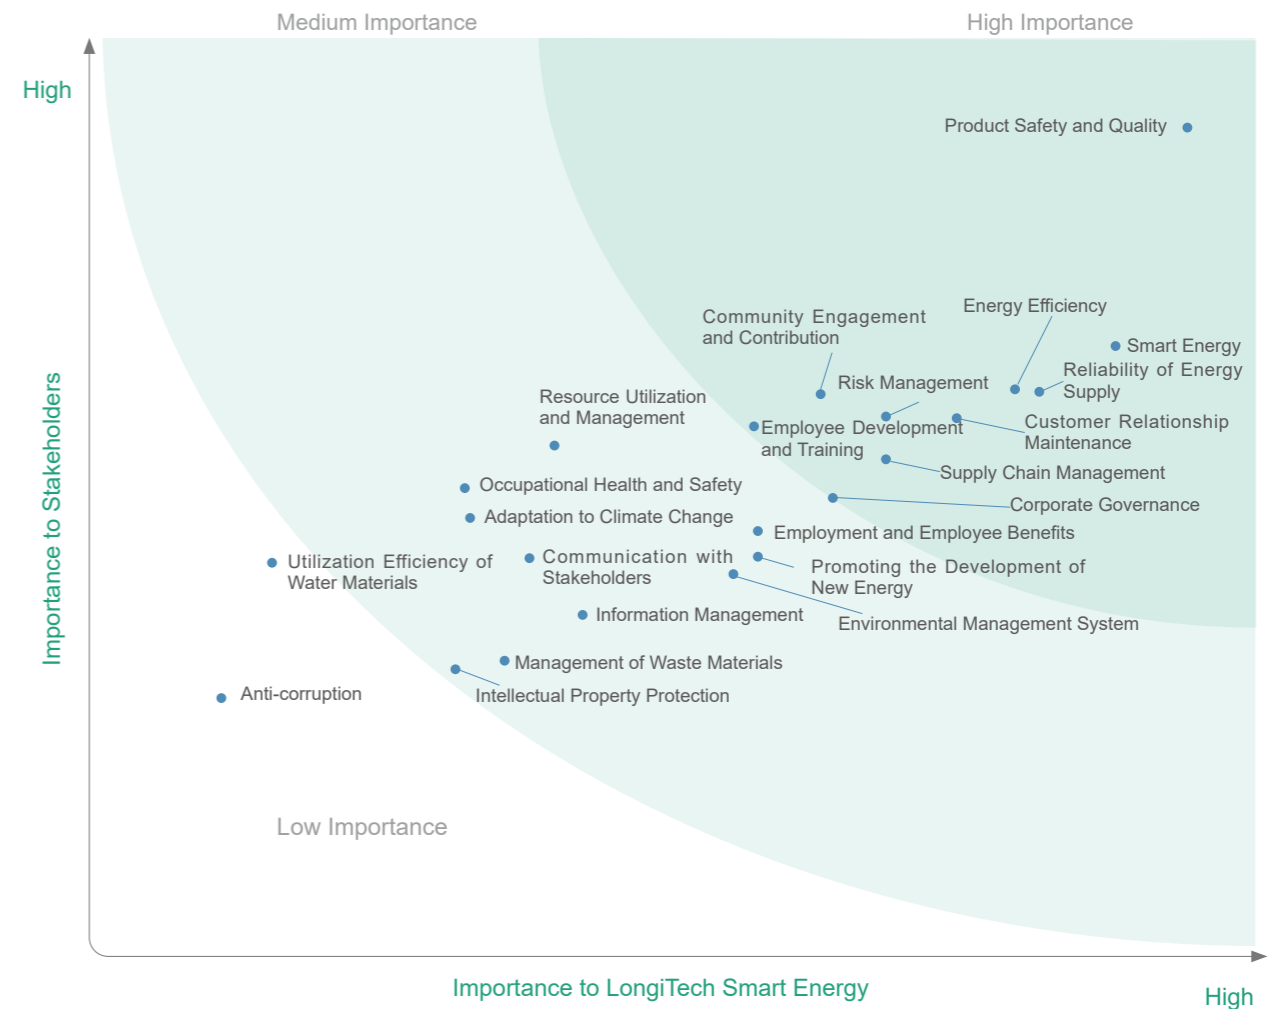 Medium Importance
High Importance
High
Product Safety and Quality
Energy Efficiency
Community Engagement
and Contribution
Smart Energy
Reliability of Energy
Supply
Risk Management
Resource Utilization
and Management
Customer Relationship
Maintenance
Employee Development
and Training
Supply Chain Management
Occupational Health and Safety
Corporate Governance
Adaptation to Climate Change
Employment and Employee Benefits
Utilization Efficiency of
Water Materials
Communication with
Stakeholders
Promoting the Development of
New Energy
Information Management
Environmental Management System
Management of Waste Materials
Intellectual Property Protection
Anti-corruption
Low Importance
Importance to Stakeholders
Importance to LongiTech Smart Energy
High